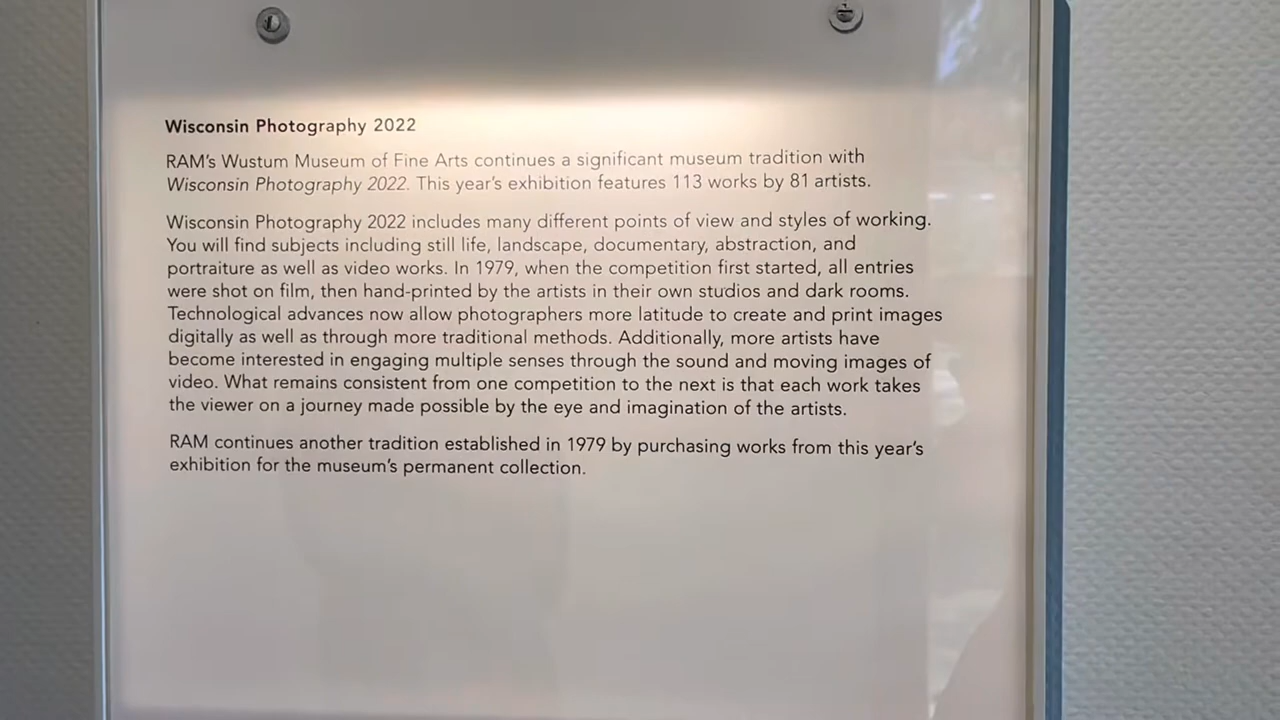 Wisconsin Photography 2022
RAM's Wustum Museum of Fine Arts continues a significant museum tradition with
Wisconsin Photography 2022. This year's exhibition features 113 works by 81 artists.
Wisconsin Photography 2022 includes many different points of view and styles of working.
You will find subjects including still life, landscape, documentary, abstraction, and
portraiture as well as video works. In 1979, when the competition first started, all entries
were shot on film, then hand-printed by the artists in their own studios and dark rooms.
Technological advances now allow photographers more latitude to create and print images
digitally as well as through more traditional methods. Additionally, more artists have
become interested in engaging multiple senses through the sound and moving images of
video. What remains consistent from one competition to the next is that each work takes
the viewer on a journey made possible by the eye and imagination of the artists.
RAM continues another tradition established in 1979 by purchasing works from this year's
exhibition for the museum's permanent collection.